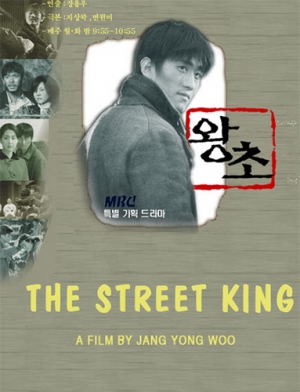 · 연출 : 장용우
· 극본 : 지상학, 변원미
· 매주 월·화 밤 9:55-10:55
왕초
MBC
특별 기획 드라마
THE STREET KING
A FILM BY JANG YONG WOO